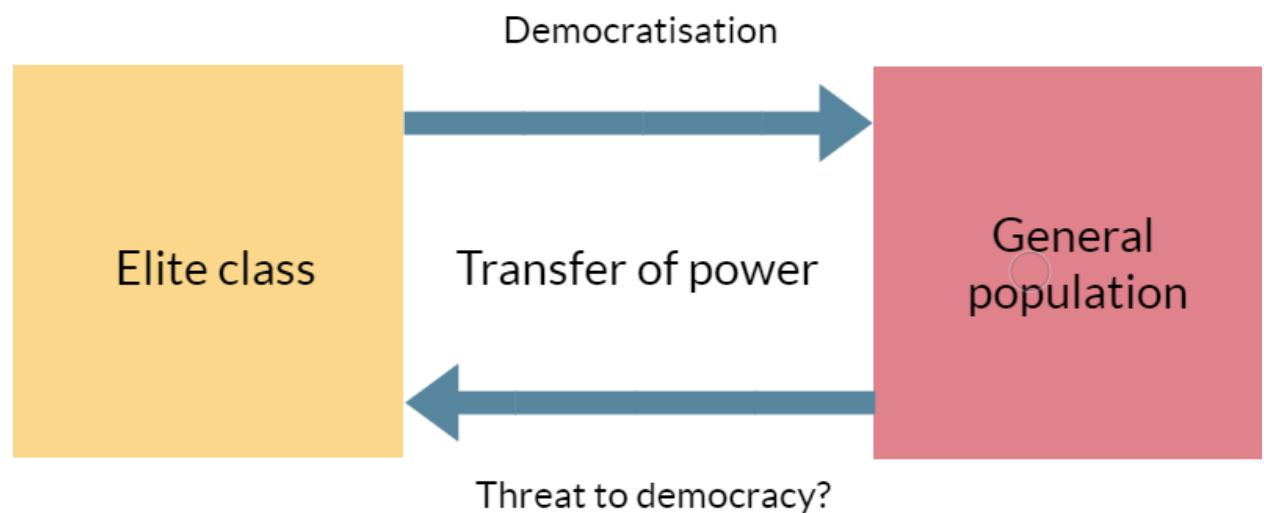 Democratisation
Elite class
Transfer of power
General
population
Threat to democracy?